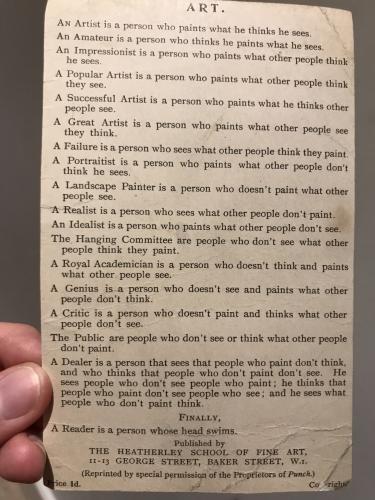 ART.
AN Artist is a person who paints what he thinks he sees.
An Amateur is a person who thinks he paints what he sees.
An Impressionist is a person who paints what other people think
he sees.
A Popular Artist is a person who paints what other people think
they see.
A Successful Artist is a person who paints what he thinks other
people see.
A Great Artist is a person who paints what other people see
they think.
A Failure is a person who sees what other people think they paint.
A Portraitist is a person who paints what other people don't
think he sees.
A Landscape Painter is a person who doesn't paint what other
people see.
A Realist is a person who sees what other people don't paint.
An Idealist is a person who paints what other people don't see.
The Hanging Committee are people who don't see what other
people think they paint.
A Royal Academician is a person who doesn't think and paints
what other people see.
A Genius is a person who doesn't see and paints what other
people don't think.
A Critic is a person who doesn't paint and thinks what other
people don't see.
The Public are people who don't see or think what other people
don't paint.
A Dealer is a person that sees that people who paint don't think,
and who thinks that people who don't paint don't see. He
sees people who don't see people who paint; he thinks that
people who paint don't see people who see; and he sees what
people who don't paint think.
FINALLY,
A Reader is a person whose head swims.
Published by
THE HEATHERLEY SCHOOL OF FINE ART,
11-13 GEORGE STREET, BAKER STREET, W.1.
(Reprinted by special permission of the Proprietors of Punch.)
Price 1d.